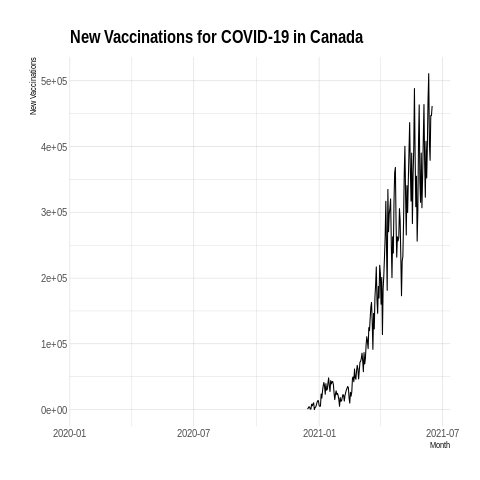 New Vaccinations for COVID-19 in Canada
New Vaccinations
5e+05
4e+05
3e+05
2e+05
1e+05
0e+00
2020-01 2020-07 2021-01 2021-07
Month